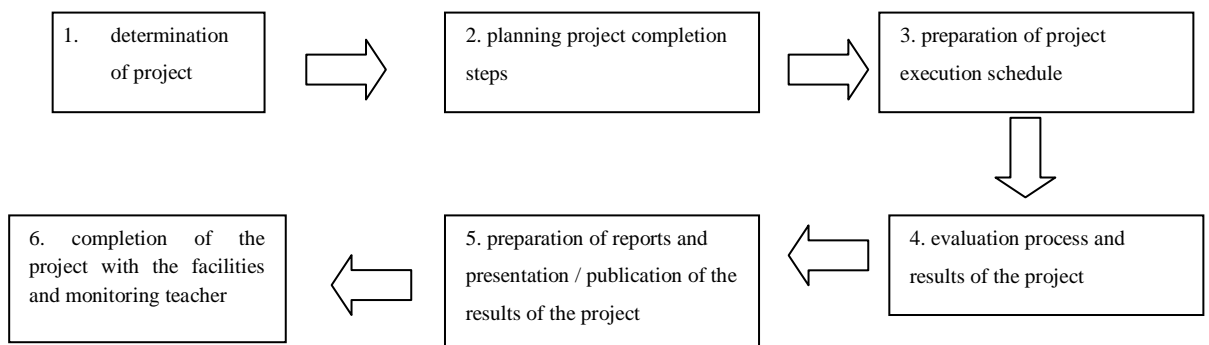 1. determination
of project
2. planning project completion
steps
3. preparation of project
execution schedule
4. evaluation process and
results of the project
5. preparation of reports and
presentation / publication of the
results of the project
6. completion of the
project with the facilities
and monitoring teacher